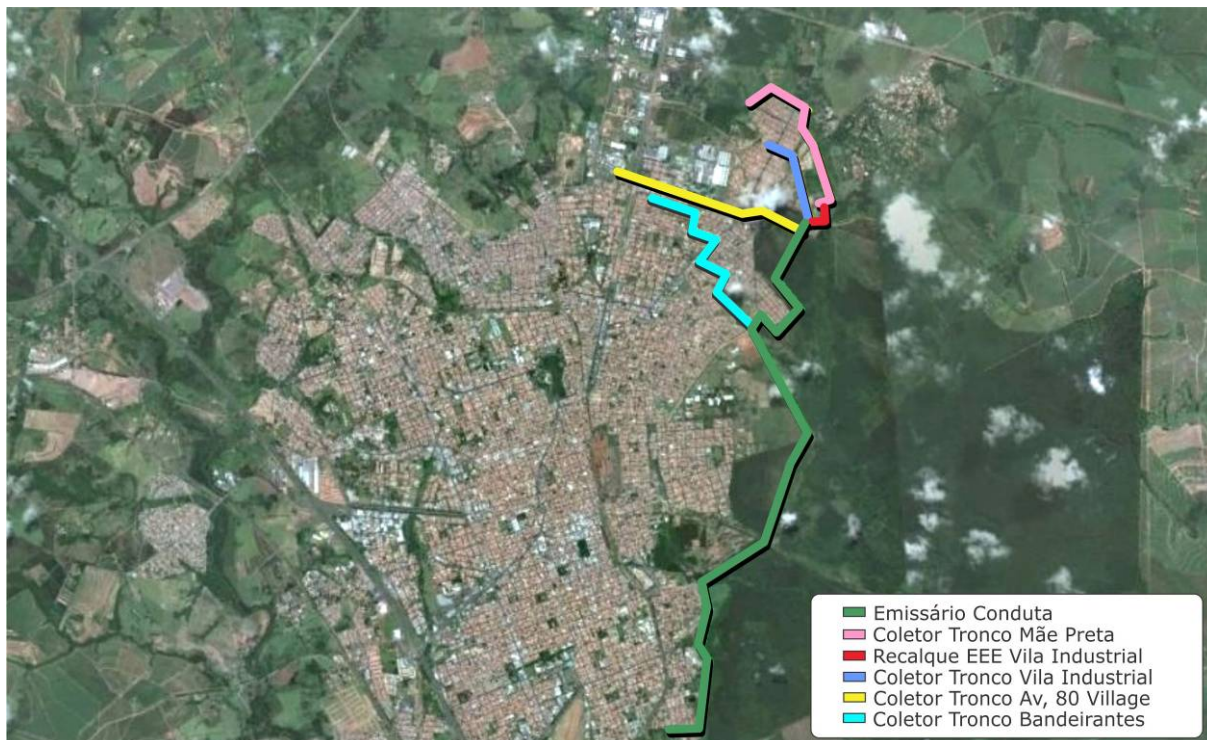 Emissário Conduta
Coletor Tronco Mãe Preta
Recalque EEE Vila Industrial
Coletor Tronco Vila Industrial
Coletor Tronco Av, 80 Village
Coletor Tronco Bandeirantes